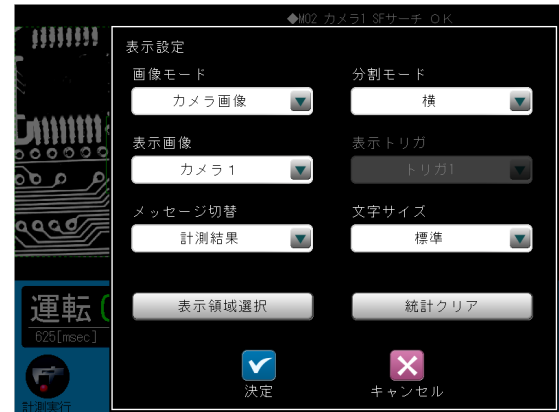 ◆M02 カメラ1 SFサーチ OK
表示設定
画像モード
分割モード
カメラ画像
横
表示画像
表示トリガ
カメラ1
トリガ1
メッセージ切替
文字サイズ
計測結果
標準
運転
表示領域選択
統計クリア
625[msec]
決定
キャンセル
計測実行